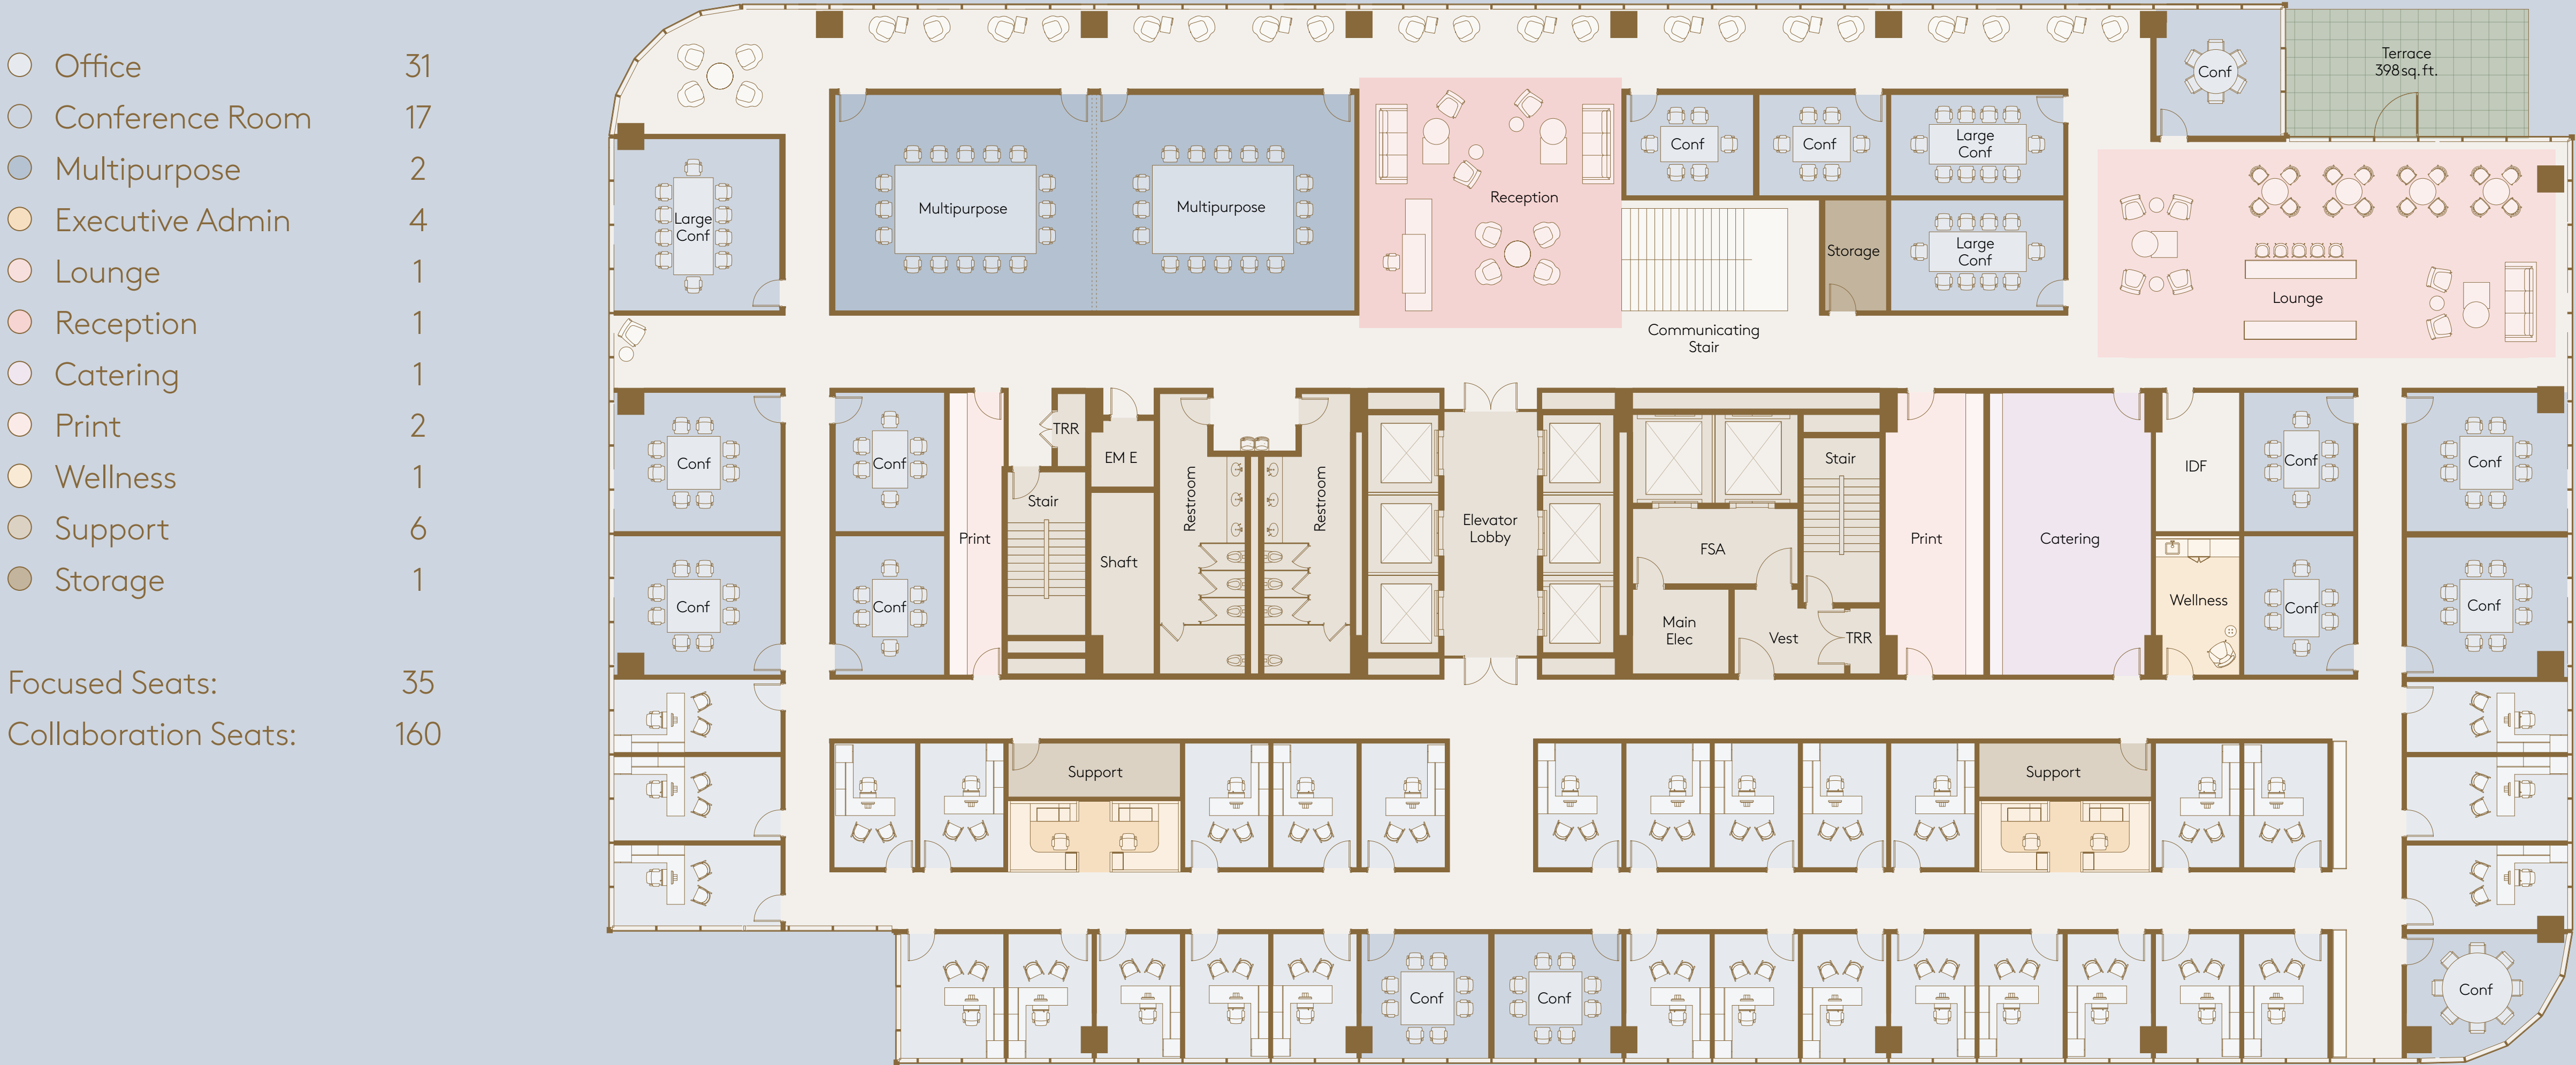 Office 31
Conference Room 17
Multipurpose 2
Executive Admin 4
Lounge 1
Reception 1
Catering 1
Print 2
Wellness 1
Support 6
Storage 1
Focused Seats: 35
Collaboration Seats: 160
Terrace
398 sq. ft.
Conf
Large
Conf
Multipurpose
Multipurpose
Reception
Conf
Conf
Large
Conf
Storage
Large
Conf
Lounge
Communicating
Stair
Conf
Conf
Print
TRR
Stair
EM E
Shaft
Restroom
Restroom
Elevator
Lobby
FSA
Stair
Main
Elec
Vest
TRR
Print
Catering
IDF
Conf
Conf
Conf
Conf
Print
Wellness
Conf
Conf
Support
Support
Conf
Conf
Conf